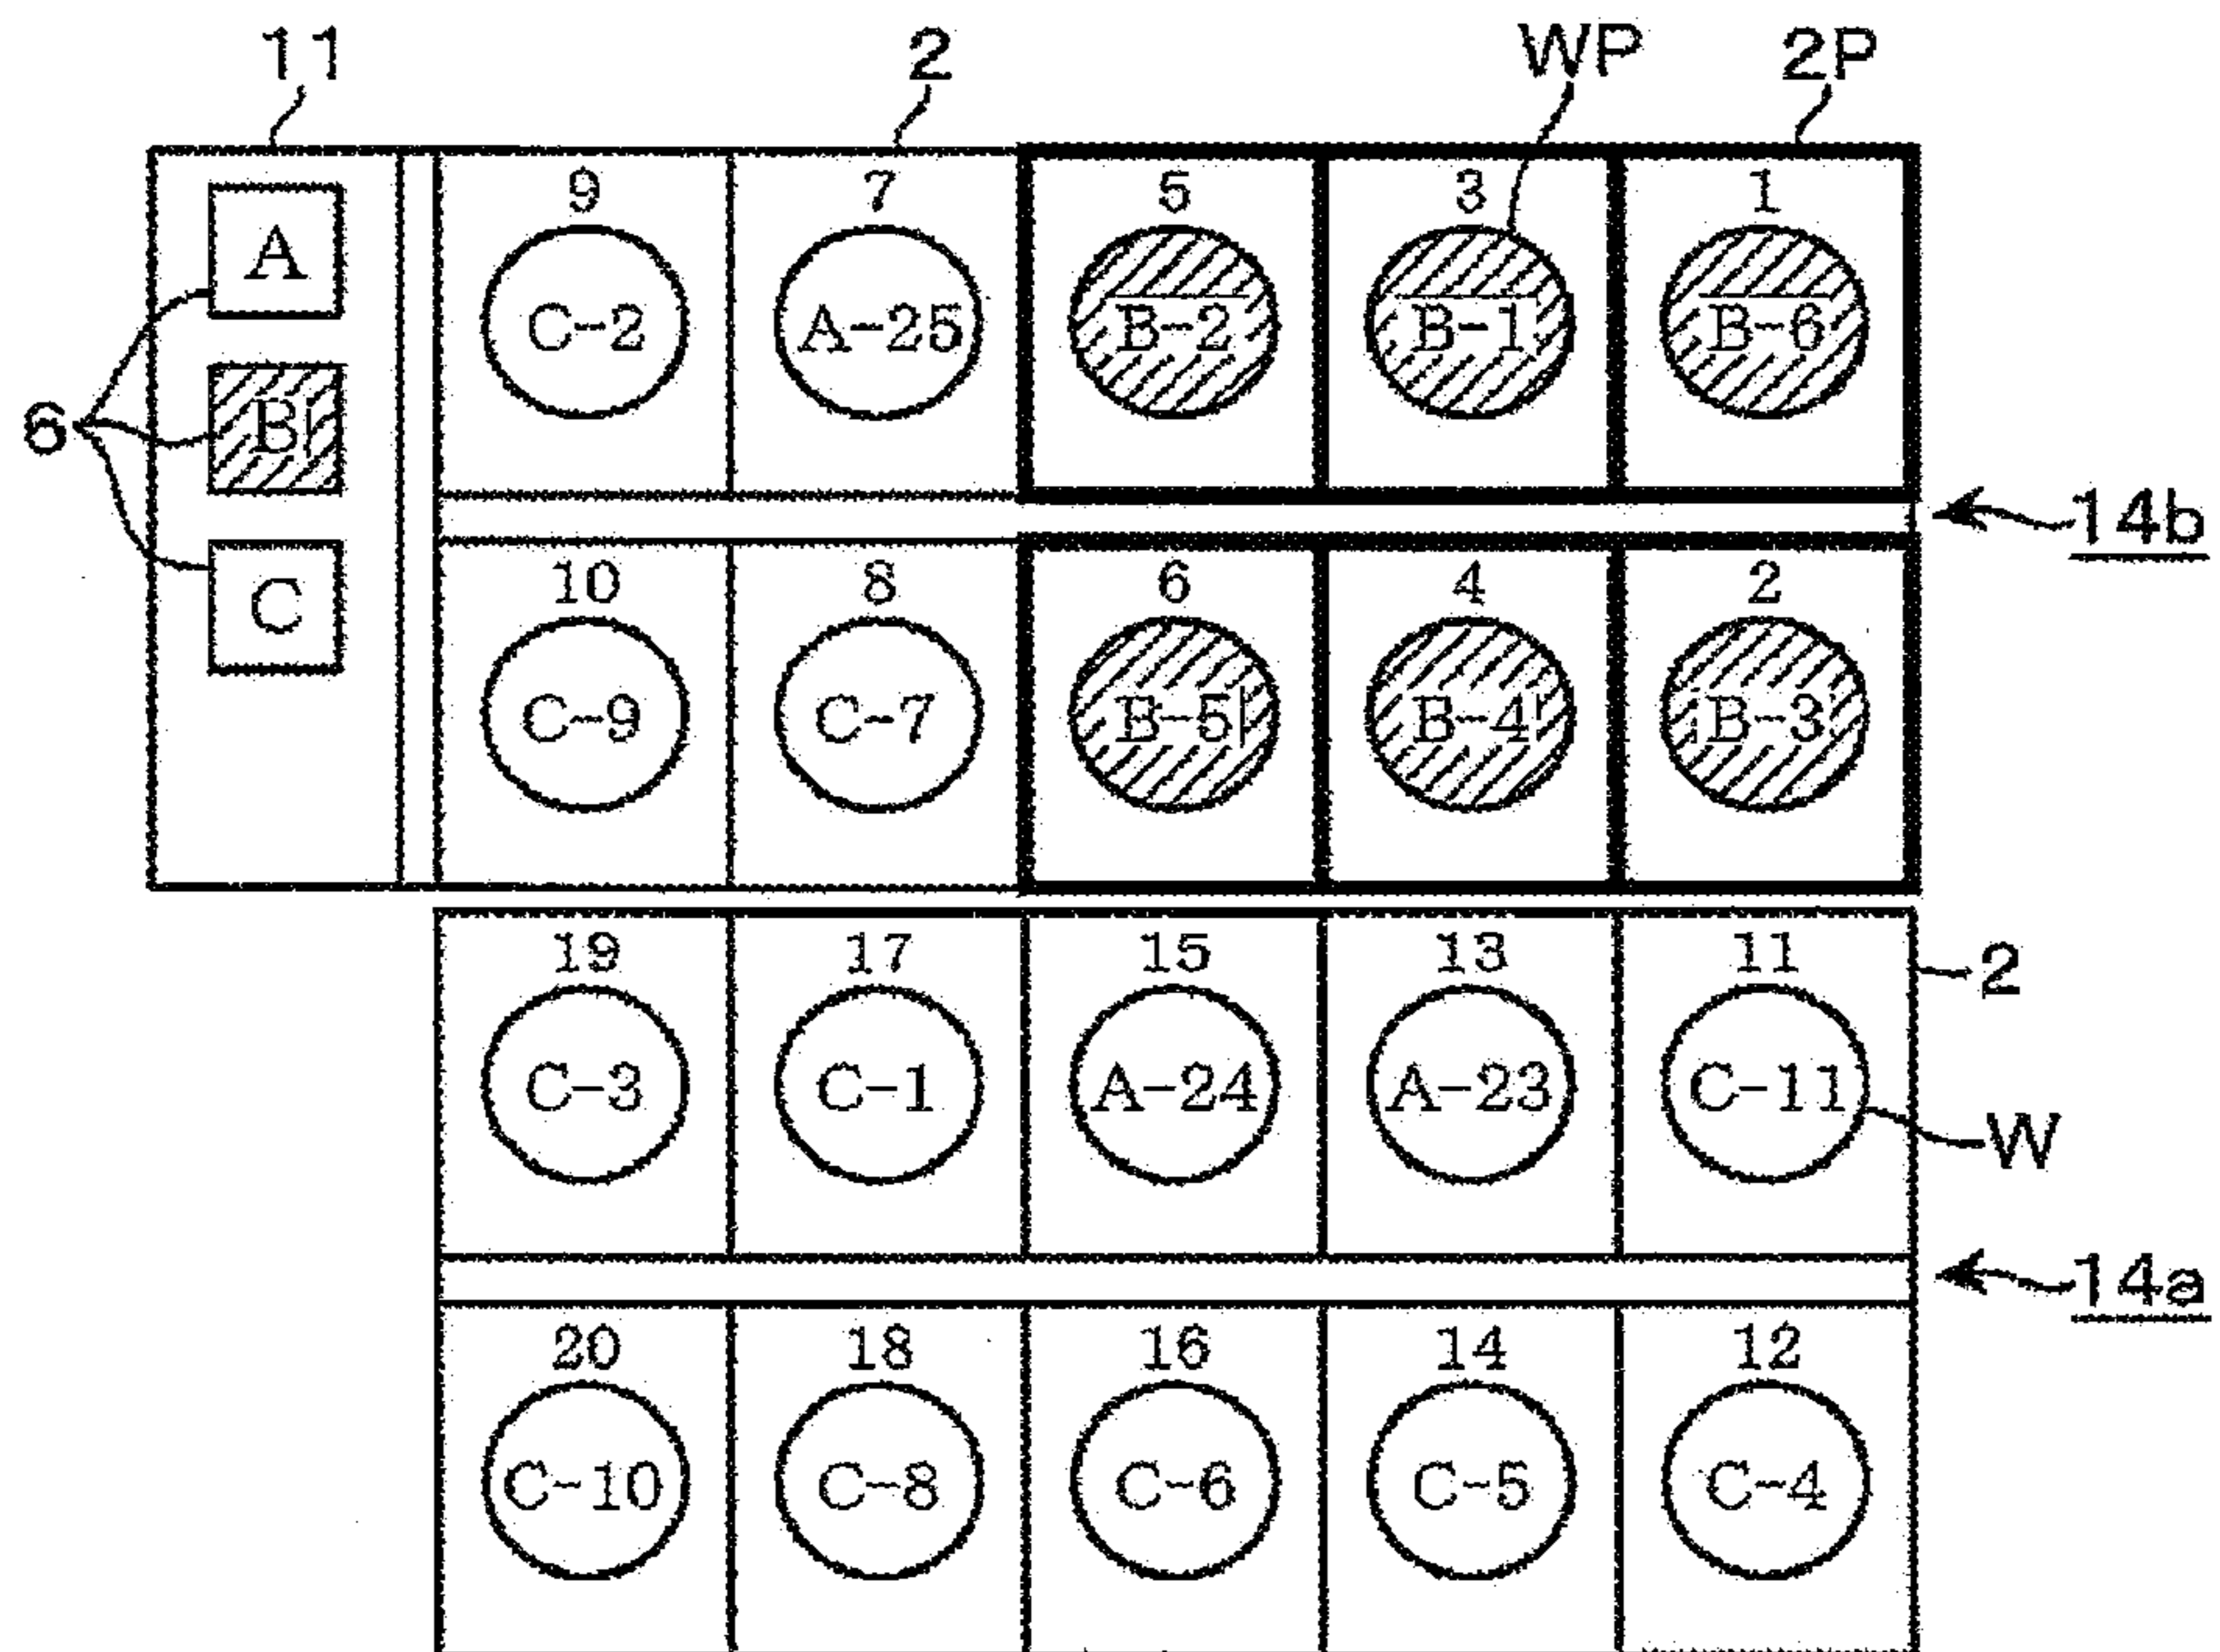 11 2 WP 2P
9 7 5 3 1
A
C-2 A-25 B-2 B-1 B-6
6 B
14b
10 8 6 4 2
C
C-9 C-7 B-5 B-4 B-3
19 17 15 13 11
2
C-3 C-1 A-24 A-23 C-11
W
14a
20 18 16 14 12
C-10 C-8 C-6 C-5 C-4